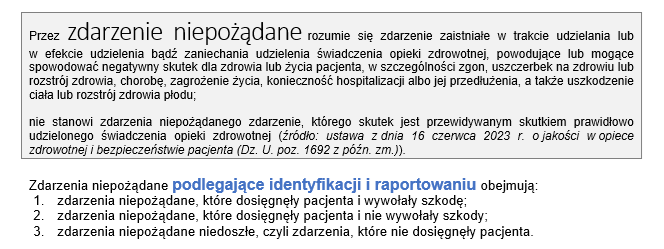 Przez zdarzenie niepożądane rozumie się zdarzenie zaistniałe w trakcie udzielania lub
w efekcie udzielenia bądź zaniechania udzielenia świadczenia opieki zdrowotnej, powodujące lub mogące
spowodować negatywny skutek dla zdrowia lub życia pacjenta, w szczególności zgon, uszczerbek na zdrowiu lub
rozstrój zdrowia, chorobę, zagrożenie życia, konieczność hospitalizacji albo jej przedłużenia, a także uszkodzenie
ciała lub rozstrój zdrowia płodu;
nie stanowi zdarzenia niepożądanego zdarzenie, którego skutek jest przewidywanym skutkiem prawidłowo
udzielonego świadczenia opieki zdrowotnej (źródło: ustawa z dnia 16 czerwca 2023 r. o jakości w opiece
zdrowotnej i bezpieczeństwie pacjenta (Dz. U. poz. 1692 z późn. zm.)).
Zdarzenia niepożądane podlegające identyfikacji i raportowaniu obejmują:
1. zdarzenia niepożądane, które dosięgnęły pacjenta i wywołały szkodę;
2. zdarzenia niepożądane, które dosięgnęły pacjenta i nie wywołały szkody;
3. zdarzenia niepożądane niedoszłe, czyli zdarzenia, które nie dosięgnęły pacjenta.